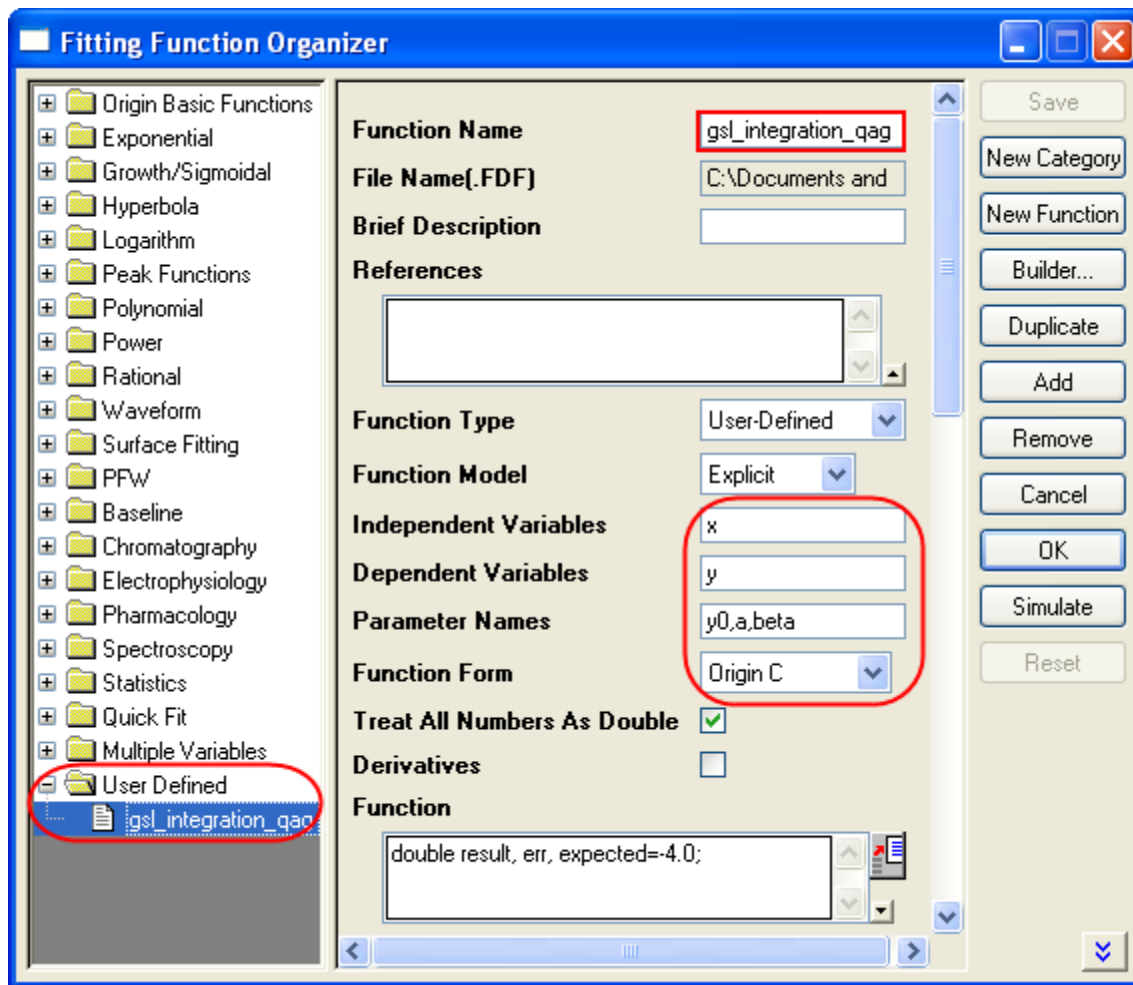 Fitting Function Organizer
Origin Basic Functions
Exponential
Growth/Sigmoidal
Hyperbola
Logarithm
Peak Functions
Polynomial
Power
Rational
Waveform
Surface Fitting
PFW
Baseline
Chromatography
Electrophysiology
Pharmacology
Spectroscopy
Statistics
Quick Fit
Multiple Variables
User Defined
gsl_integration_qag
Function Name gsl_integration_qag
File Name(.FDF) C:\Documents and
Brief Description
References
Function Type User-Defined
Function Model Explicit
Independent Variables x
Dependent Variables y
Parameter Names y0,a,beta
Function Form Origin C
Treat All Numbers As Double
Derivatives
Function
double result, err, expected=-4.0;
Save
New Category
New Function
Builder...
Duplicate
Add
Remove
Cancel
OK
Simulate
Reset